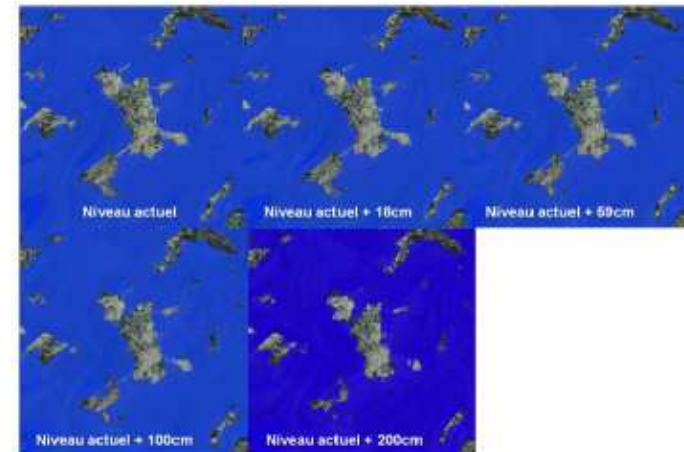 Niveau actuel
Niveau actuel + 18cm
Niveau actuel + 59cm
Niveau actuel + 100cm
Niveau actuel + 200cm